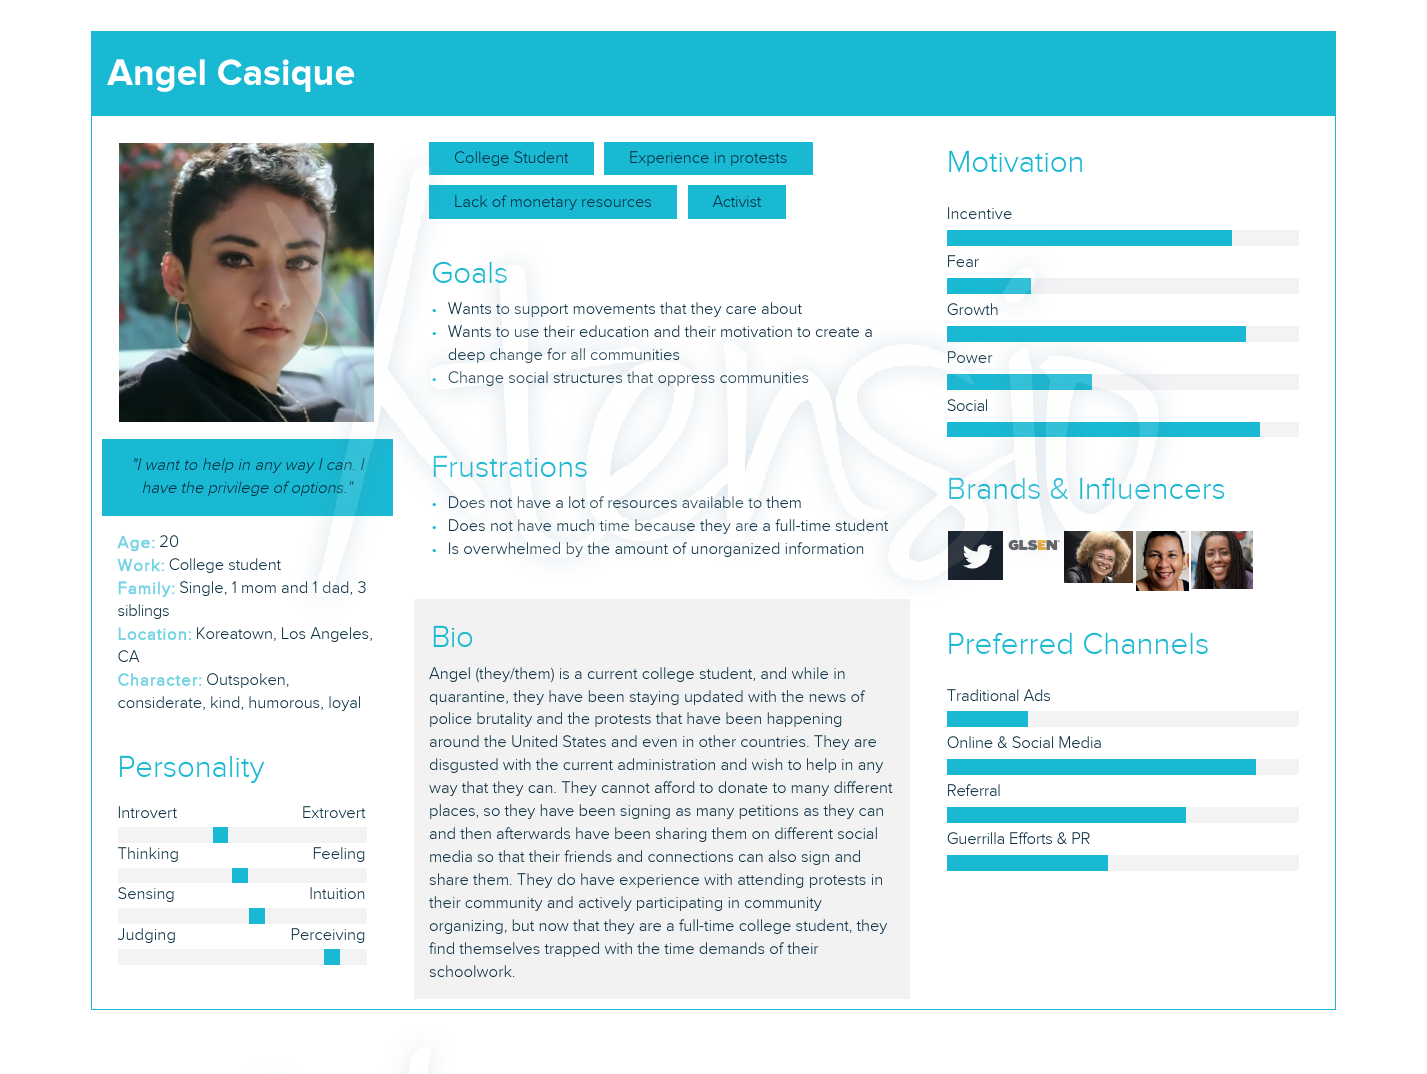 Angel Casique
"I want to help in any way I can. I
have the privilege of options."
Age: 20
Work: College student
Family: Single, 1 mom and 1 dad, 3
siblings
Location: Koreatown, Los Angeles,
CA
Character: Outspoken,
considerate, kind, humorous, loyal
Personality
Introvert Extrovert
Thinking Feeling
Sensing Intuition
Judging Perceiving
College Student Experience in protests
Lack of monetary resources Activist
Goals
• Wants to support movements that they care about
• Wants to use their education and their motivation to create a
deep change for all communities
• Change social structures that oppress communities
Frustrations
• Does not have a lot of resources available to them
• Does not have much time because they are a full-time student
• Is overwhelmed by the amount of unorganized information
Bio
Angel (they/them) is a current college student, and while in
quarantine, they have been staying updated with the news of
police brutality and the protests that have been happening
around the United States and even in other countries. They are
disgusted with the current administration and wish to help in any
way that they can. They cannot afford to donate to many different
places, so they have been signing as many petitions as they can
and then afterwards have been sharing them on different social
media so that their friends and connections can also sign and
share them. They do have experience with attending protests in
their community and actively participating in community
organizing, but now that they are a full-time college student, they
find themselves trapped with the time demands of their
schoolwork.
Motivation
Incentive
Fear
Growth
Power
Social
Brands & Influencers
GLSEN
Preferred Channels
Traditional Ads
Online & Social Media
Referral
Guerrilla Efforts & PR
Xtensio